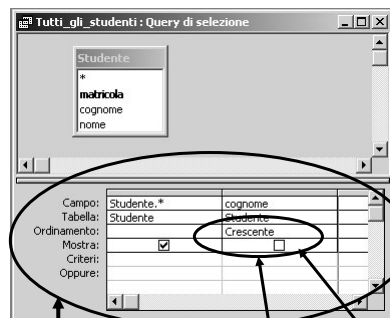 Tutti_gli_studenti : Query di selezione
Studente
*
matricola
cognome
nome
Campo: Studente.* cognome
Tabella: Studente Studente
Ordinamento: Crescente
Mostra:
Criteri:
Oppure: